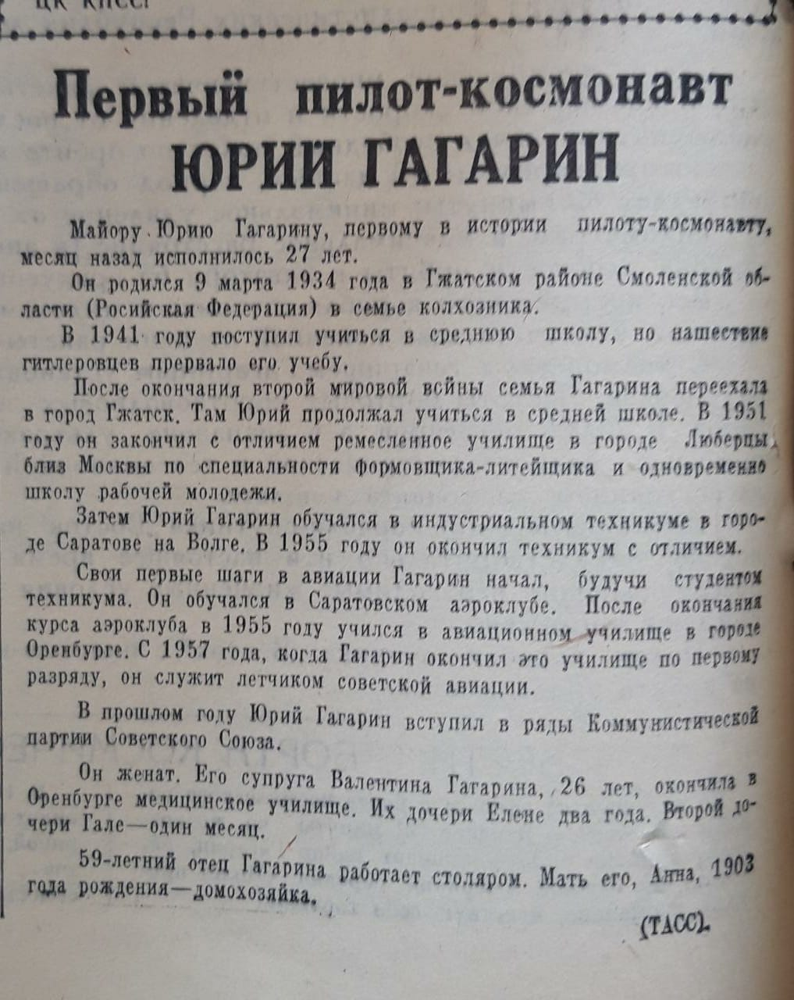 ЦК КПСС!
Первый пилот-космонавт
ЮРИЙ ГАГАРИН
Майору Юрию Гагарину, первому в истории пилоту-космонавту,
месяц назад исполнилось 27 лет.
Он родился 9 марта 1934 года в Гжатском районе Смоленской об-
ласти (Росийская Федерация) в семье колхозника.
В 1941 году поступил учиться в среднюю школу, но нашествие
гитлеровцев прервало его учебу.
После окончания второй мировой войны семья Гагарина переехала
в город Гжатск. Там Юрий продолжал учиться в средней школе. В 1951
году он закончил с отличием ремесленное училище в городе Люберцы,
близ Москвы по специальности формовщика-литейщика и одновременно
школу рабочей молодежи.
Затем Юрий Гагарин обучался в индустриальном техникуме в горо-
де Саратове на Волге. В 1955 году он окончил техникум с отличием.
Свои первые шаги в авиации Гагарин начал, будучи студентом
техникума. Он обучался в Саратовском аэроклубе. После окончания
курса аэроклуба в 1955 году учился в авиационном училище в городе
Оренбурге. С 1957 года, когда Гагарин окончил это училище по первому
разряду, он служит летчиком советской авиации.
В прошлом году Юрий Гагарин вступил в ряды Коммунистической
партии Советского Союза.
Он женат. Его супруга Валентина Гагарина, 26 лет, окончила в
Оренбурге медицинское училище. Их дочери Елене два года. Второй до-
чери Гале—один месяц.
59-летний отец Гагарина работает столяром. Мать его, Анна, 1903
года рождения—домохозяйка.
(ТАСС).